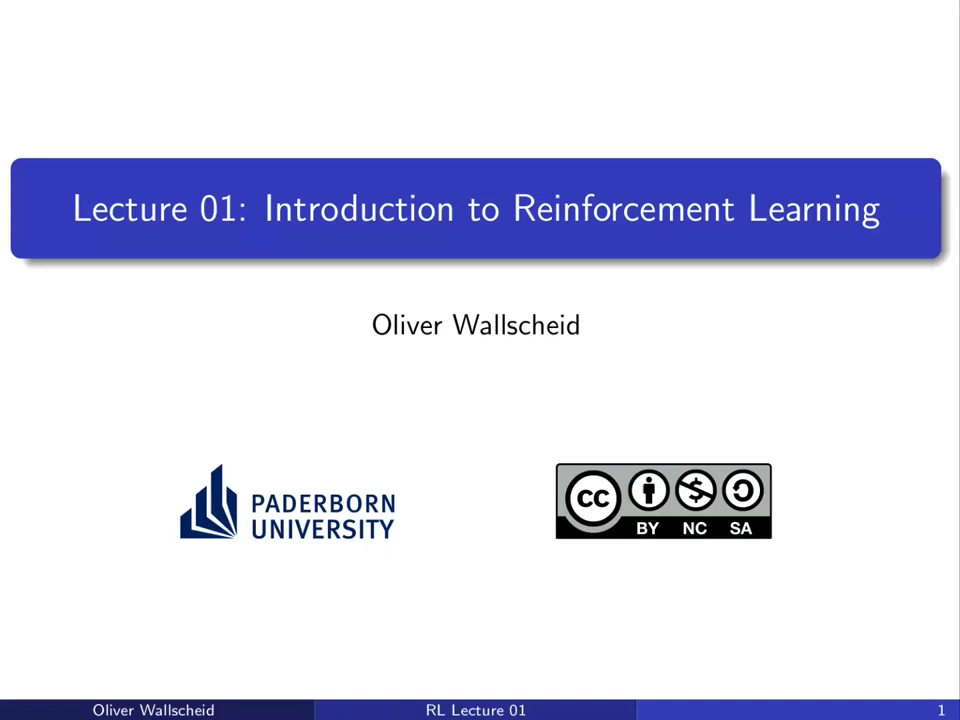 Lecture 01: Introduction to Reinforcement Learning
Oliver Wallscheid
PADERBORN
UNIVERSITY
cc
BY NC SA
Oliver Wallscheid RL Lecture 01 1